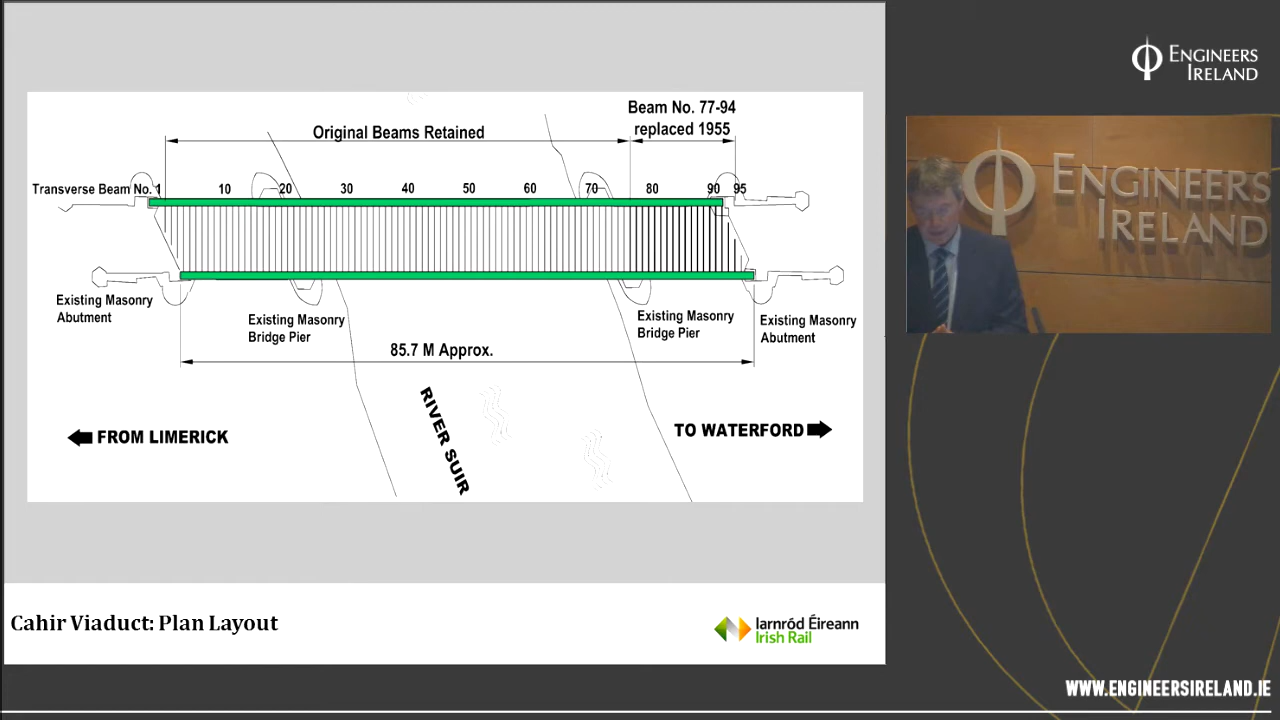 Beam No. 77-94
replaced 1955
Original Beams Retained
Transverse Beam No. 1 10 20 30 40 50 60 70 80 90 95
Existing Masonry
Abutment
Existing Masonry
Bridge Pier
Existing Masonry
Bridge Pier
Existing Masonry
Abutment
85.7 M Approx.
FROM LIMERICK
RIVER SUIR
TO WATERFORD
Cahir Viaduct: Plan Layout
Iarnród Éireann
Irish Rail
ENGINEERS
IRELAND
ENGINEERS
IRELAND
WWW.ENGINEERSIRELAND.IE